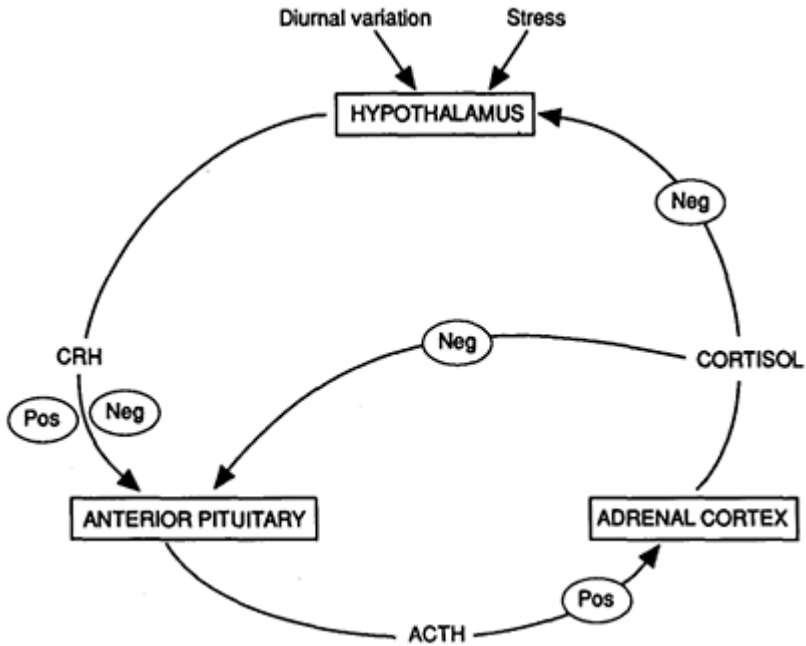 Diurnal variation
Stress
HYPOTHALAMUS
Neg
Neg
CRH
CORTISOL
Pos
Neg
ANTERIOR PITUITARY
ADRENAL CORTEX
Pos
ACTH